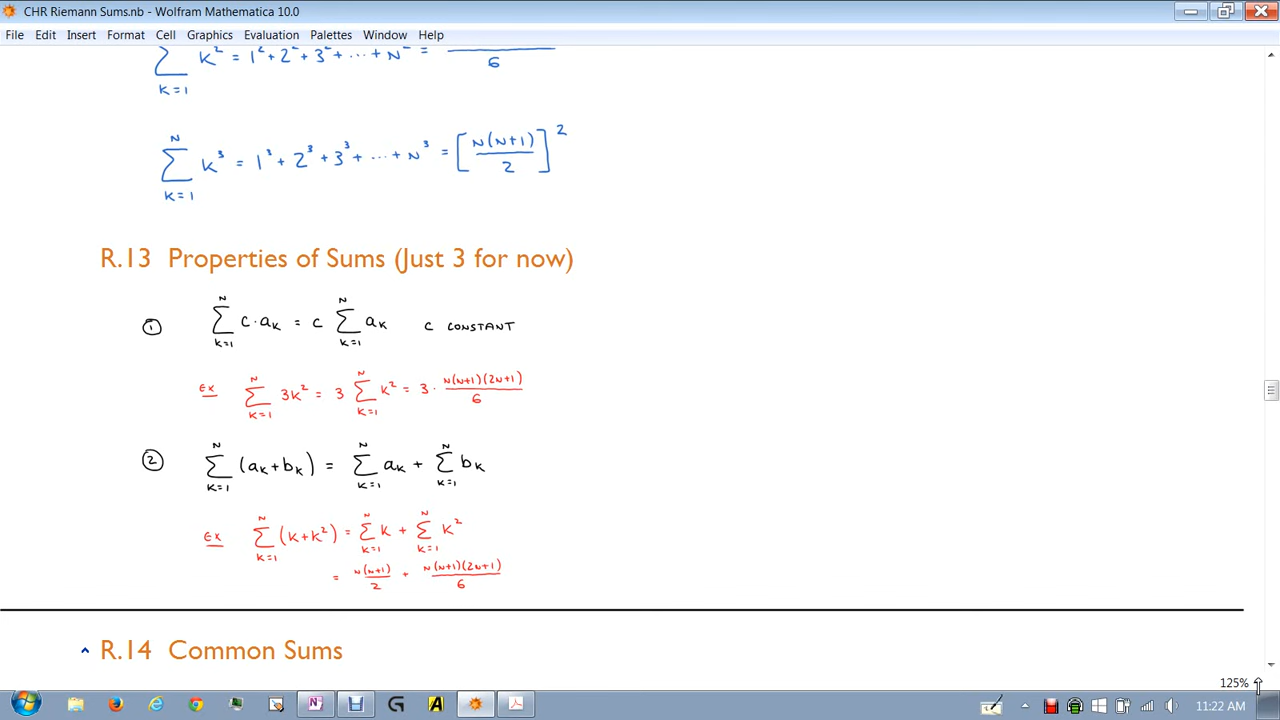 CHR Riemann Sums.nb - Wolfram Mathematica 10.0
File Edit Insert Format Cell Graphics Evaluation Palettes Window Help
∑ k=1 K² = 1² + 2² + 3² + ⋯ + N² = 6
N ∑ k=1 K³ = 1³ + 2³ + 3³ + ⋯ + N³ = [N(N+1)/2]²
R.13 Properties of Sums (Just 3 for now)
① N ∑ k=1 c·aₖ = c N ∑ k=1 aₖ C CONSTANT
EX N ∑ k=1 3k² = 3 N ∑ k=1 k² = 3 · N(N+1)(2N+1)/6
② N ∑ k=1 (aₖ+bₖ) = N ∑ k=1 aₖ + N ∑ k=1 bₖ
EX N ∑ k=1 (k+k²) = N ∑ k=1 k + N ∑ k=1 k²
= N(N+1)/2 + N(N+1)(2N+1)/6
R.14 Common Sums
125%
11:22 AM